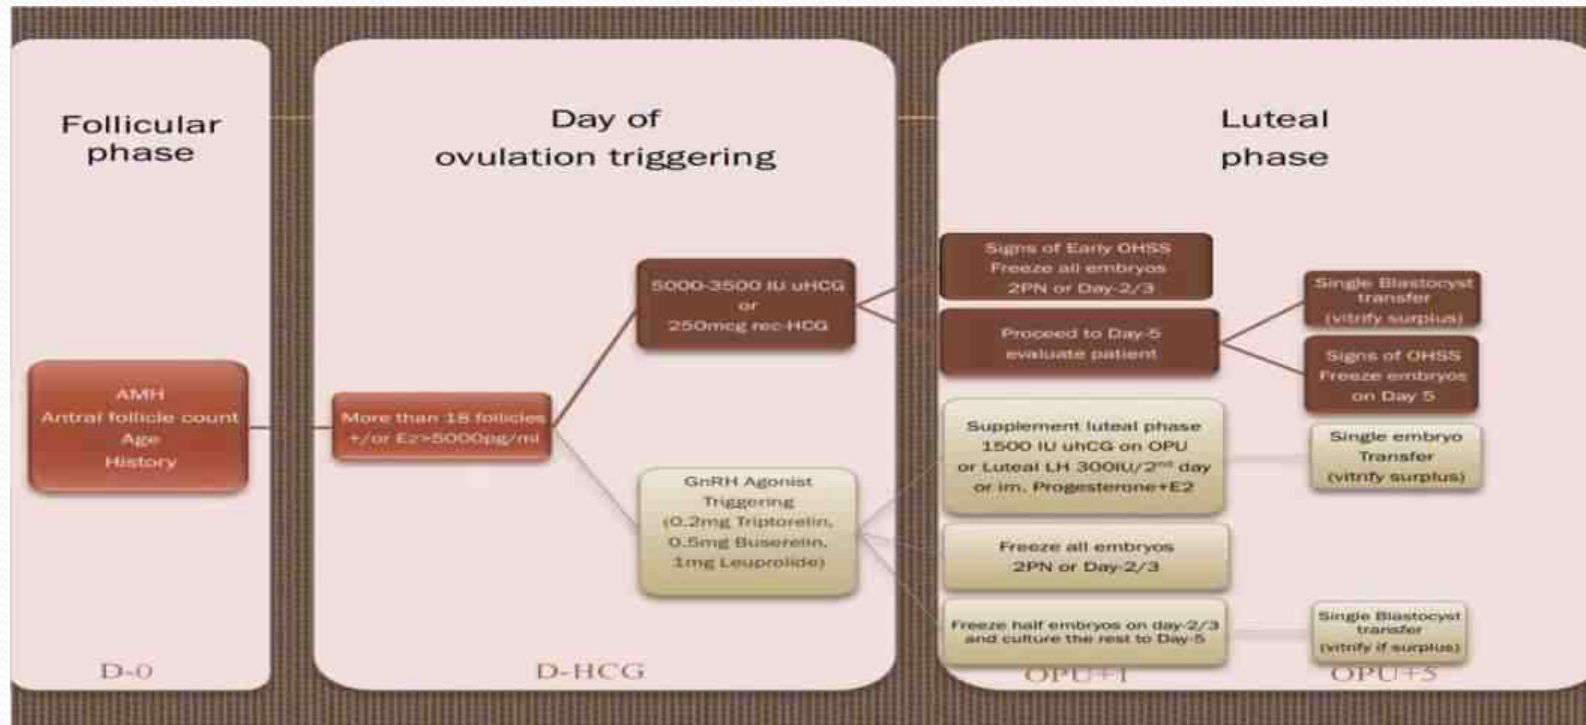 Follicular
phase
Day of
ovulation triggering
Luteal
phase
AMH
Antral follicle count
Age
History
More than 18 follicles
+/or E2>5000pg/ml
5000-3500 IU uHCG
or
250mcg rec-HCG
GnRH Agonist
Triggering
(0.2mg Triptorelin,
0.5mg Buserelin,
1mg Leuprolide)
Signs of Early OHSS
Freeze all embryos
2PN or Day-2/3
Proceed to Day-5
evaluate patient
Single Blastocyst
transfer
(vitrify surplus)
Signs of OHSS
Freeze embryos
on Day 5
Supplement luteal phase
1500 IU uhCG on OPU
or Luteal LH 300IU/2nd day
or im. Progesterone+E2
Single embryo
Transfer
(vitrify surplus)
Freeze all embryos
2PN or Day-2/3
Freeze half embryos on day-2/3
and culture the rest to Day-5
Single Blastocyst
transfer
(vitrify if surplus)
D-0
D-HCG
OPU+1
OPU+5